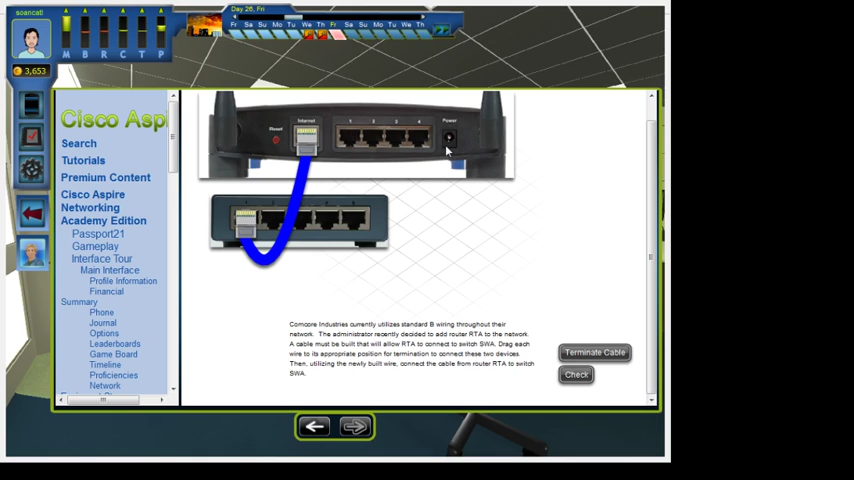 soancati
Day 26, Fri
Fr Sa Su Mo Tu We Th Fr Sa Su Mo Tu We Th
M B R C T P
3,653
Cisco Asp
Search
Tutorials
Premium Content
Cisco Aspire
Networking
Academy Edition
Passport21
Gameplay
Interface Tour
Main Interface
Profile Information
Financial
Summary
Phone
Journal
Options
Leaderboards
Game Board
Timeline
Proficiencies
Network
Reset
Internet
1 2 3 4
Power
Comcore Industries currently utilizes standard B wiring throughout their
network. The administrator recently decided to add router RTA to the network.
A cable must be built that will allow RTA to connect to switch SWA. Drag each
wire to its appropriate position for termination to connect these two devices.
Then, utilizing the newly built wire, connect the cable from router RTA to switch
SWA.
Terminate Cable
Check